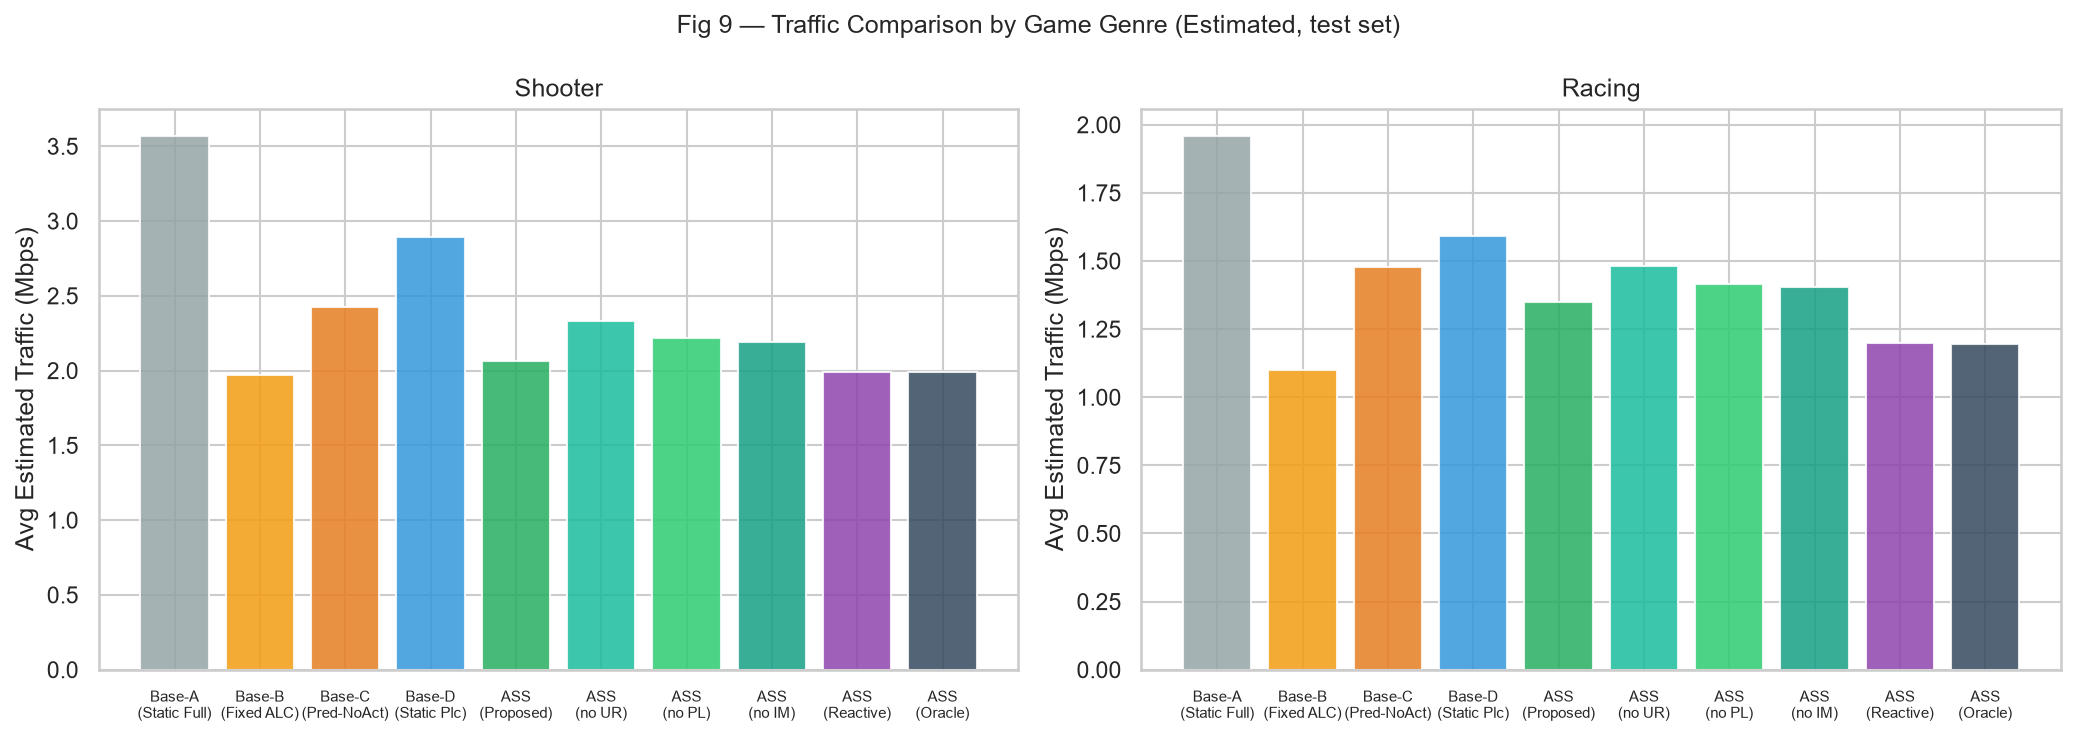 Fig 9 — Traffic Comparison by Game Genre (Estimated, test set)
Shooter
Avg Estimated Traffic (Mbps)
3.5
3.0
2.5
2.0
1.5
1.0
0.5
0.0
Base-A
(Static Full)
Base-B
(Fixed ALC)
Base-C
(Pred-NoAct)
Base-D
(Static Plc)
ASS
(Proposed)
ASS
(no UR)
ASS
(no PL)
ASS
(no IM)
ASS
(Reactive)
ASS
(Oracle)
Racing
Avg Estimated Traffic (Mbps)
2.00
1.75
1.50
1.25
1.00
0.75
0.50
0.25
0.00
Base-A
(Static Full)
Base-B
(Fixed ALC)
Base-C
(Pred-NoAct)
Base-D
(Static Plc)
ASS
(Proposed)
ASS
(no UR)
ASS
(no PL)
ASS
(no IM)
ASS
(Reactive)
ASS
(Oracle)